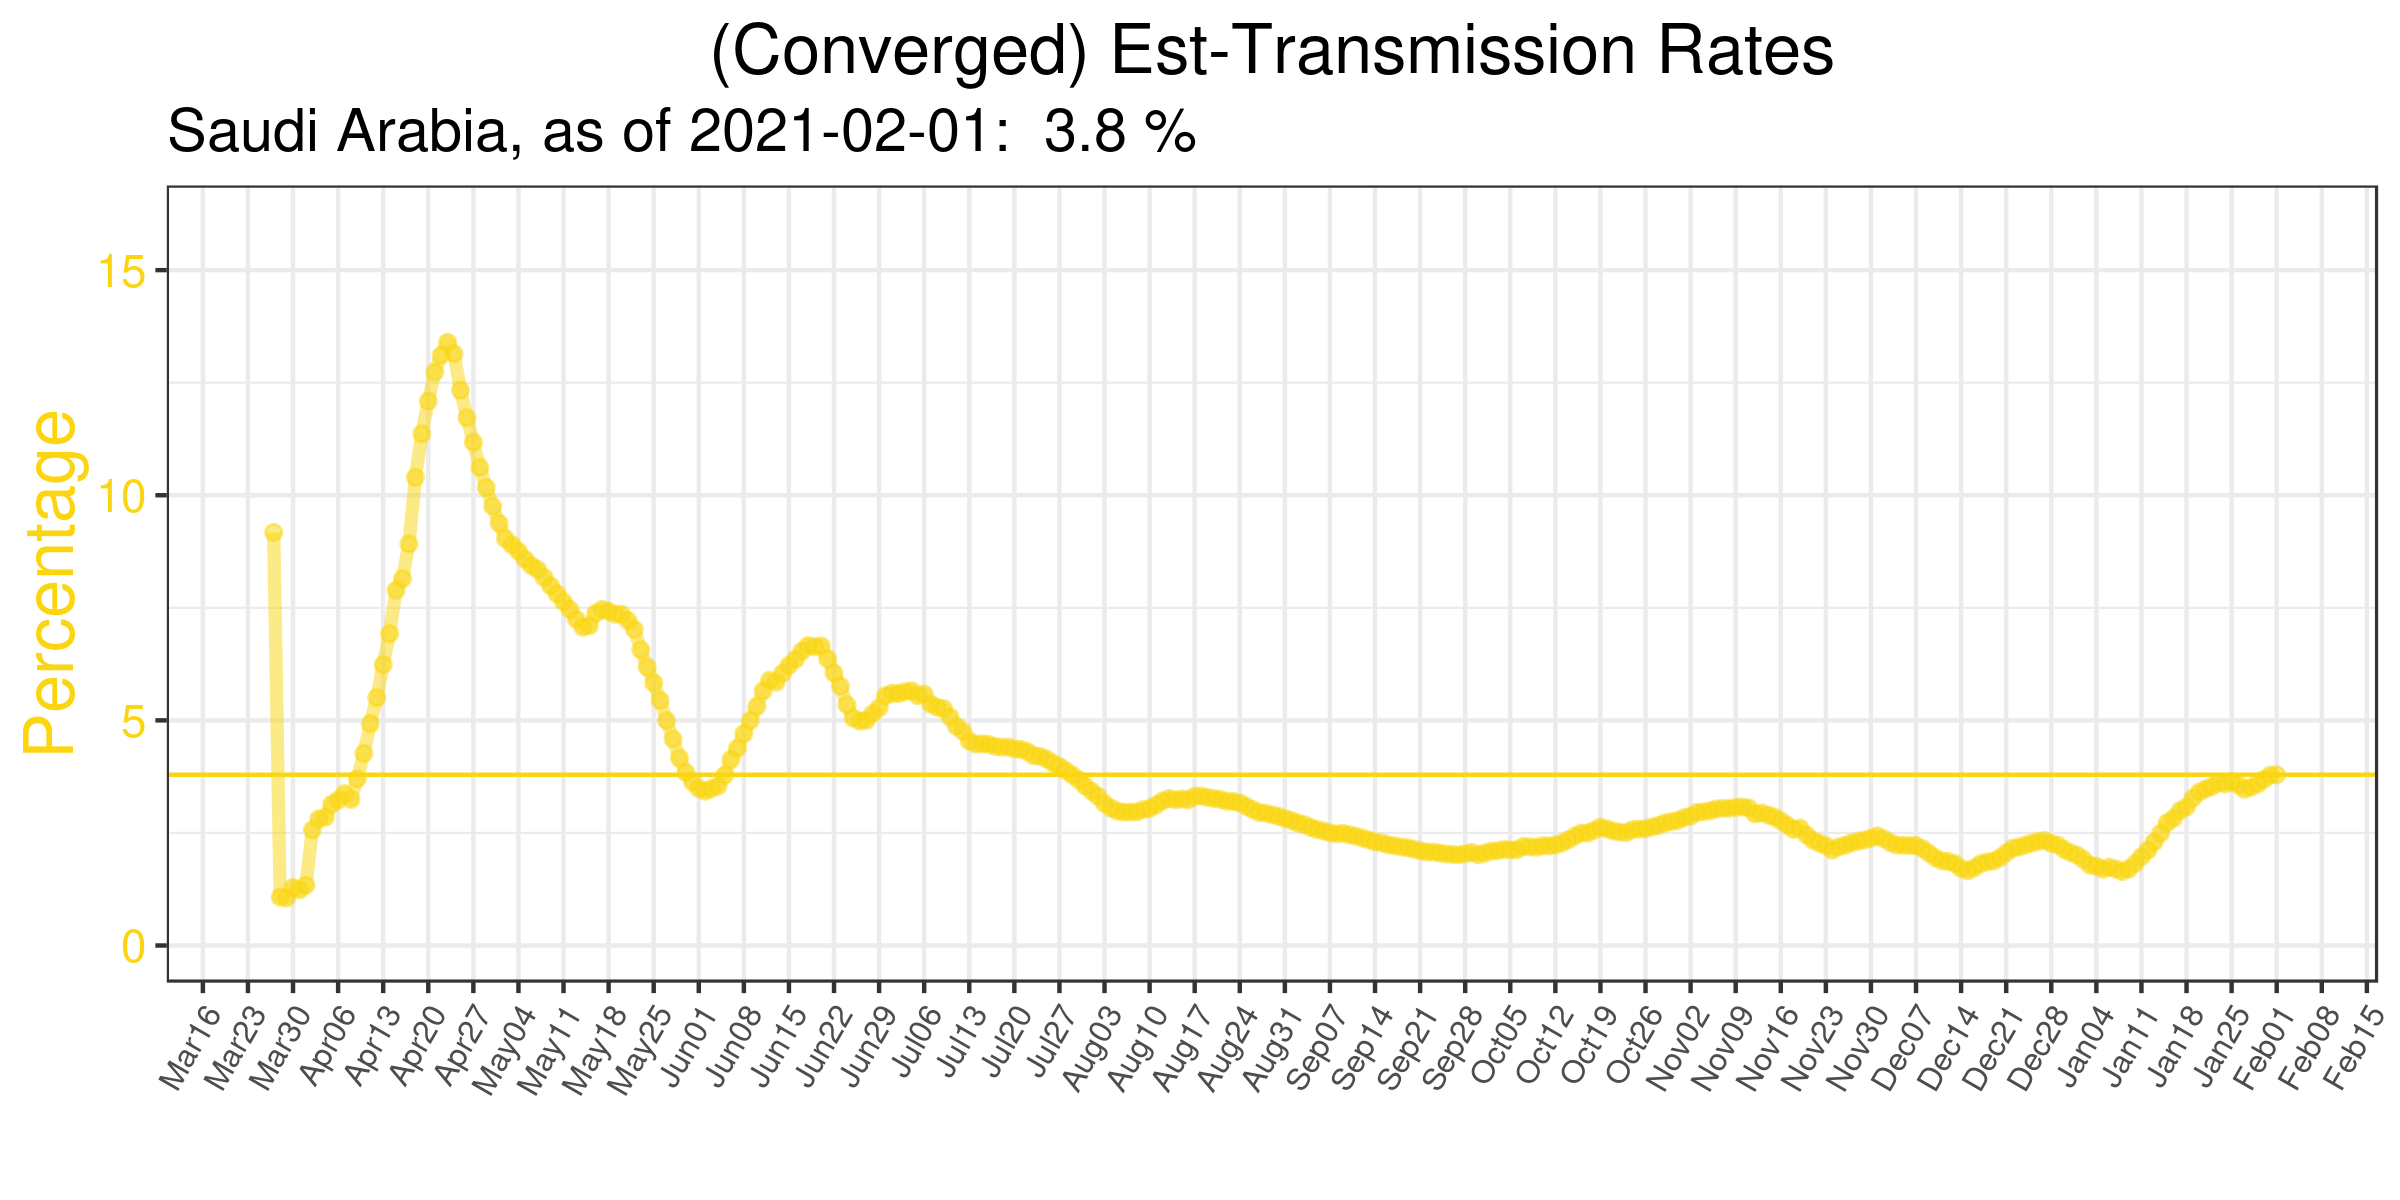 (Converged) Est-Transmission Rates
Saudi Arabia, as of 2021-02-01:  3.8 %
Percentage
15
10
5
0
Mar16
Mar23
Mar30
Apr06
Apr13
Apr20
Apr27
May04
May11
May18
May25
Jun01
Jun08
Jun15
Jun22
Jun29
Jul06
Jul13
Jul20
Jul27
Aug03
Aug10
Aug17
Aug24
Aug31
Sep07
Sep14
Sep21
Sep28
Oct05
Oct12
Oct19
Oct26
Nov02
Nov09
Nov16
Nov23
Nov30
Dec07
Dec14
Dec21
Dec28
Jan04
Jan11
Jan18
Jan25
Feb01
Feb08
Feb15